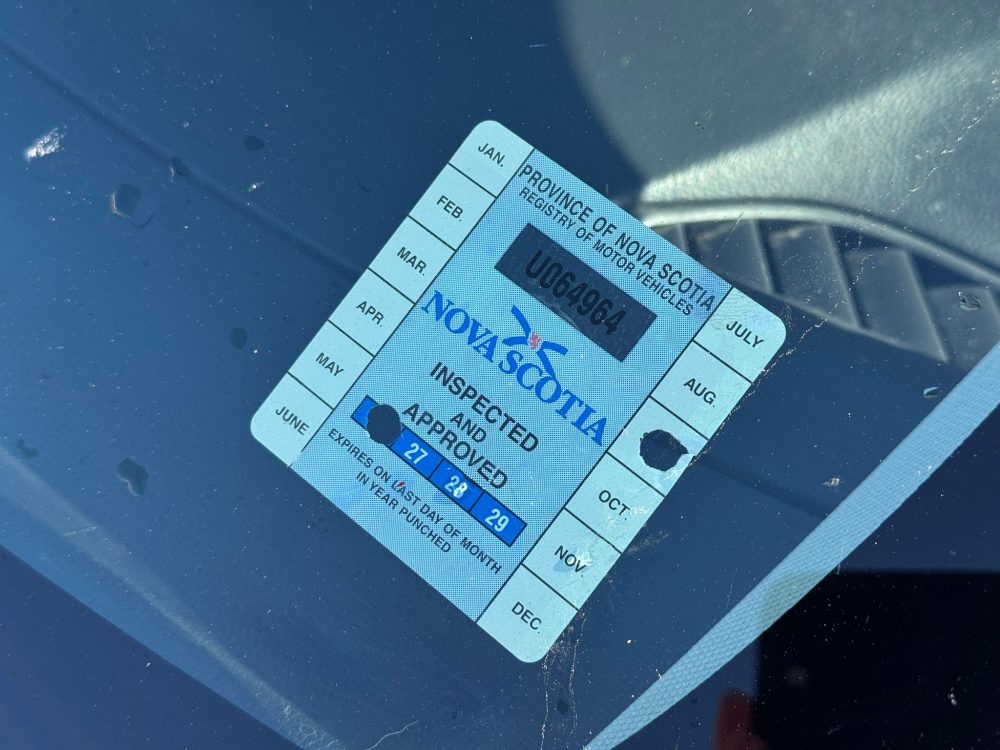 JAN.
FEB.
MAR.
APR.
MAY
JUNE
PROVINCE OF NOVA SCOTIA
REGISTRY OF MOTOR VEHICLES
U064964
NOVA SCOTIA
INSPECTED
AND
APPROVED
27 28 29
EXPIRES ON LAST DAY OF MONTH
IN YEAR PUNCHED
JULY
AUG.
OCT.
NOV.
DEC.